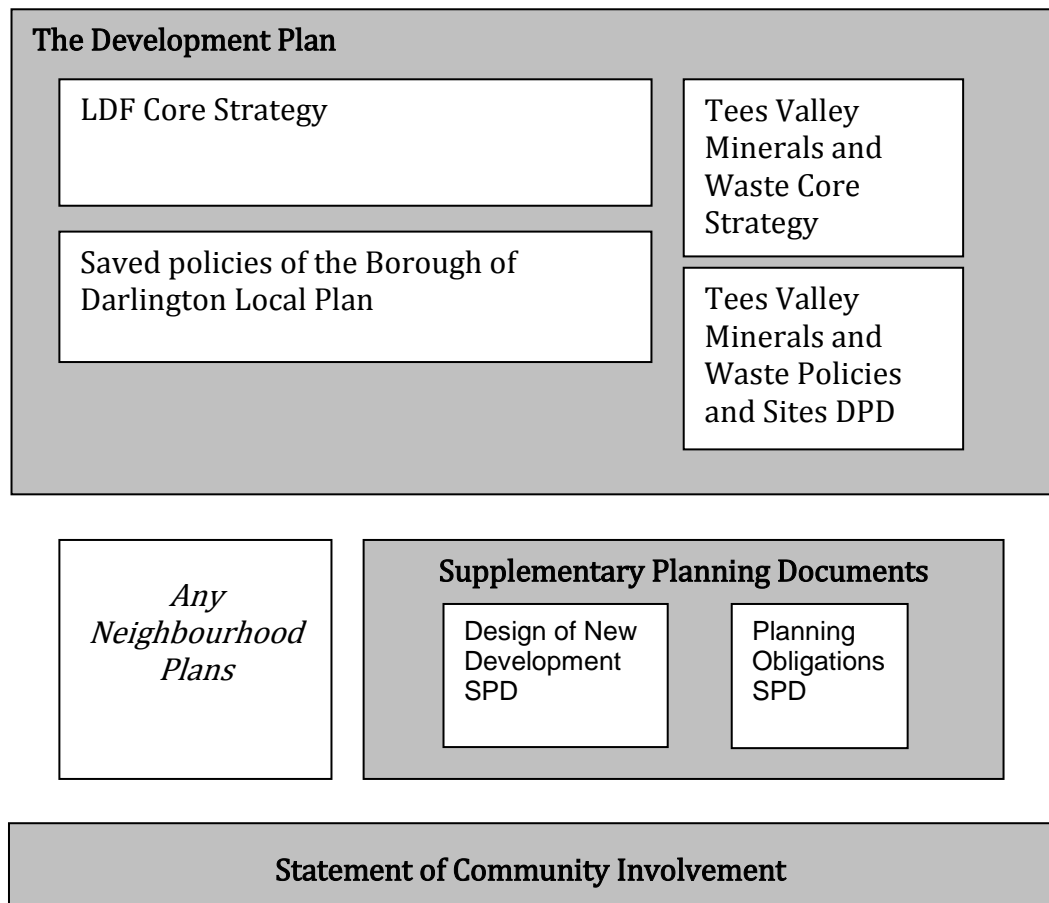 The Development Plan
LDF Core Strategy
Saved policies of the Borough of
Darlington Local Plan
Tees Valley
Minerals and
Waste Core
Strategy
Tees Valley
Minerals and
Waste Policies
and Sites DPD
Any
Neighbourhood
Plans
Supplementary Planning Documents
Design of New
Development
SPD
Planning
Obligations
SPD
Statement of Community Involvement